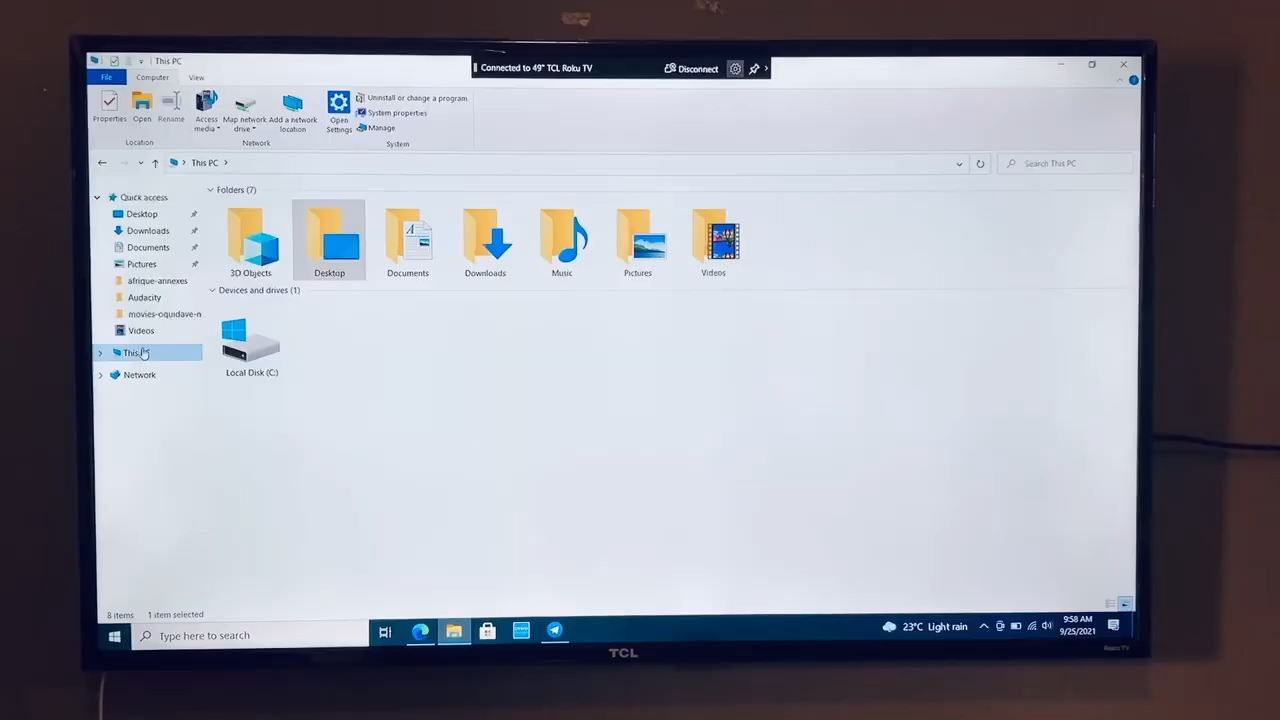 This PC
Connected to 49" TCL Roku TV
Disconnect
File
Computer
View
Properties
Open
Rename
Access media
Map network drive
Add a network location
Open Settings
Uninstall or change a program
System properties
Manage
Location
Network
System
This PC
Search This PC
Quick access
Desktop
Downloads
Documents
Pictures
afrique-annexes
Audacity
movies-oquidave-n
Videos
This
Network
Folders (7)
3D Objects
Desktop
Documents
Downloads
Music
Pictures
Videos
Devices and drives (1)
Local Disk (C:)
8 items
1 item selected
Type here to search
23°C Light rain
9:58 AM
9/25/2021
TCL
Roku TV